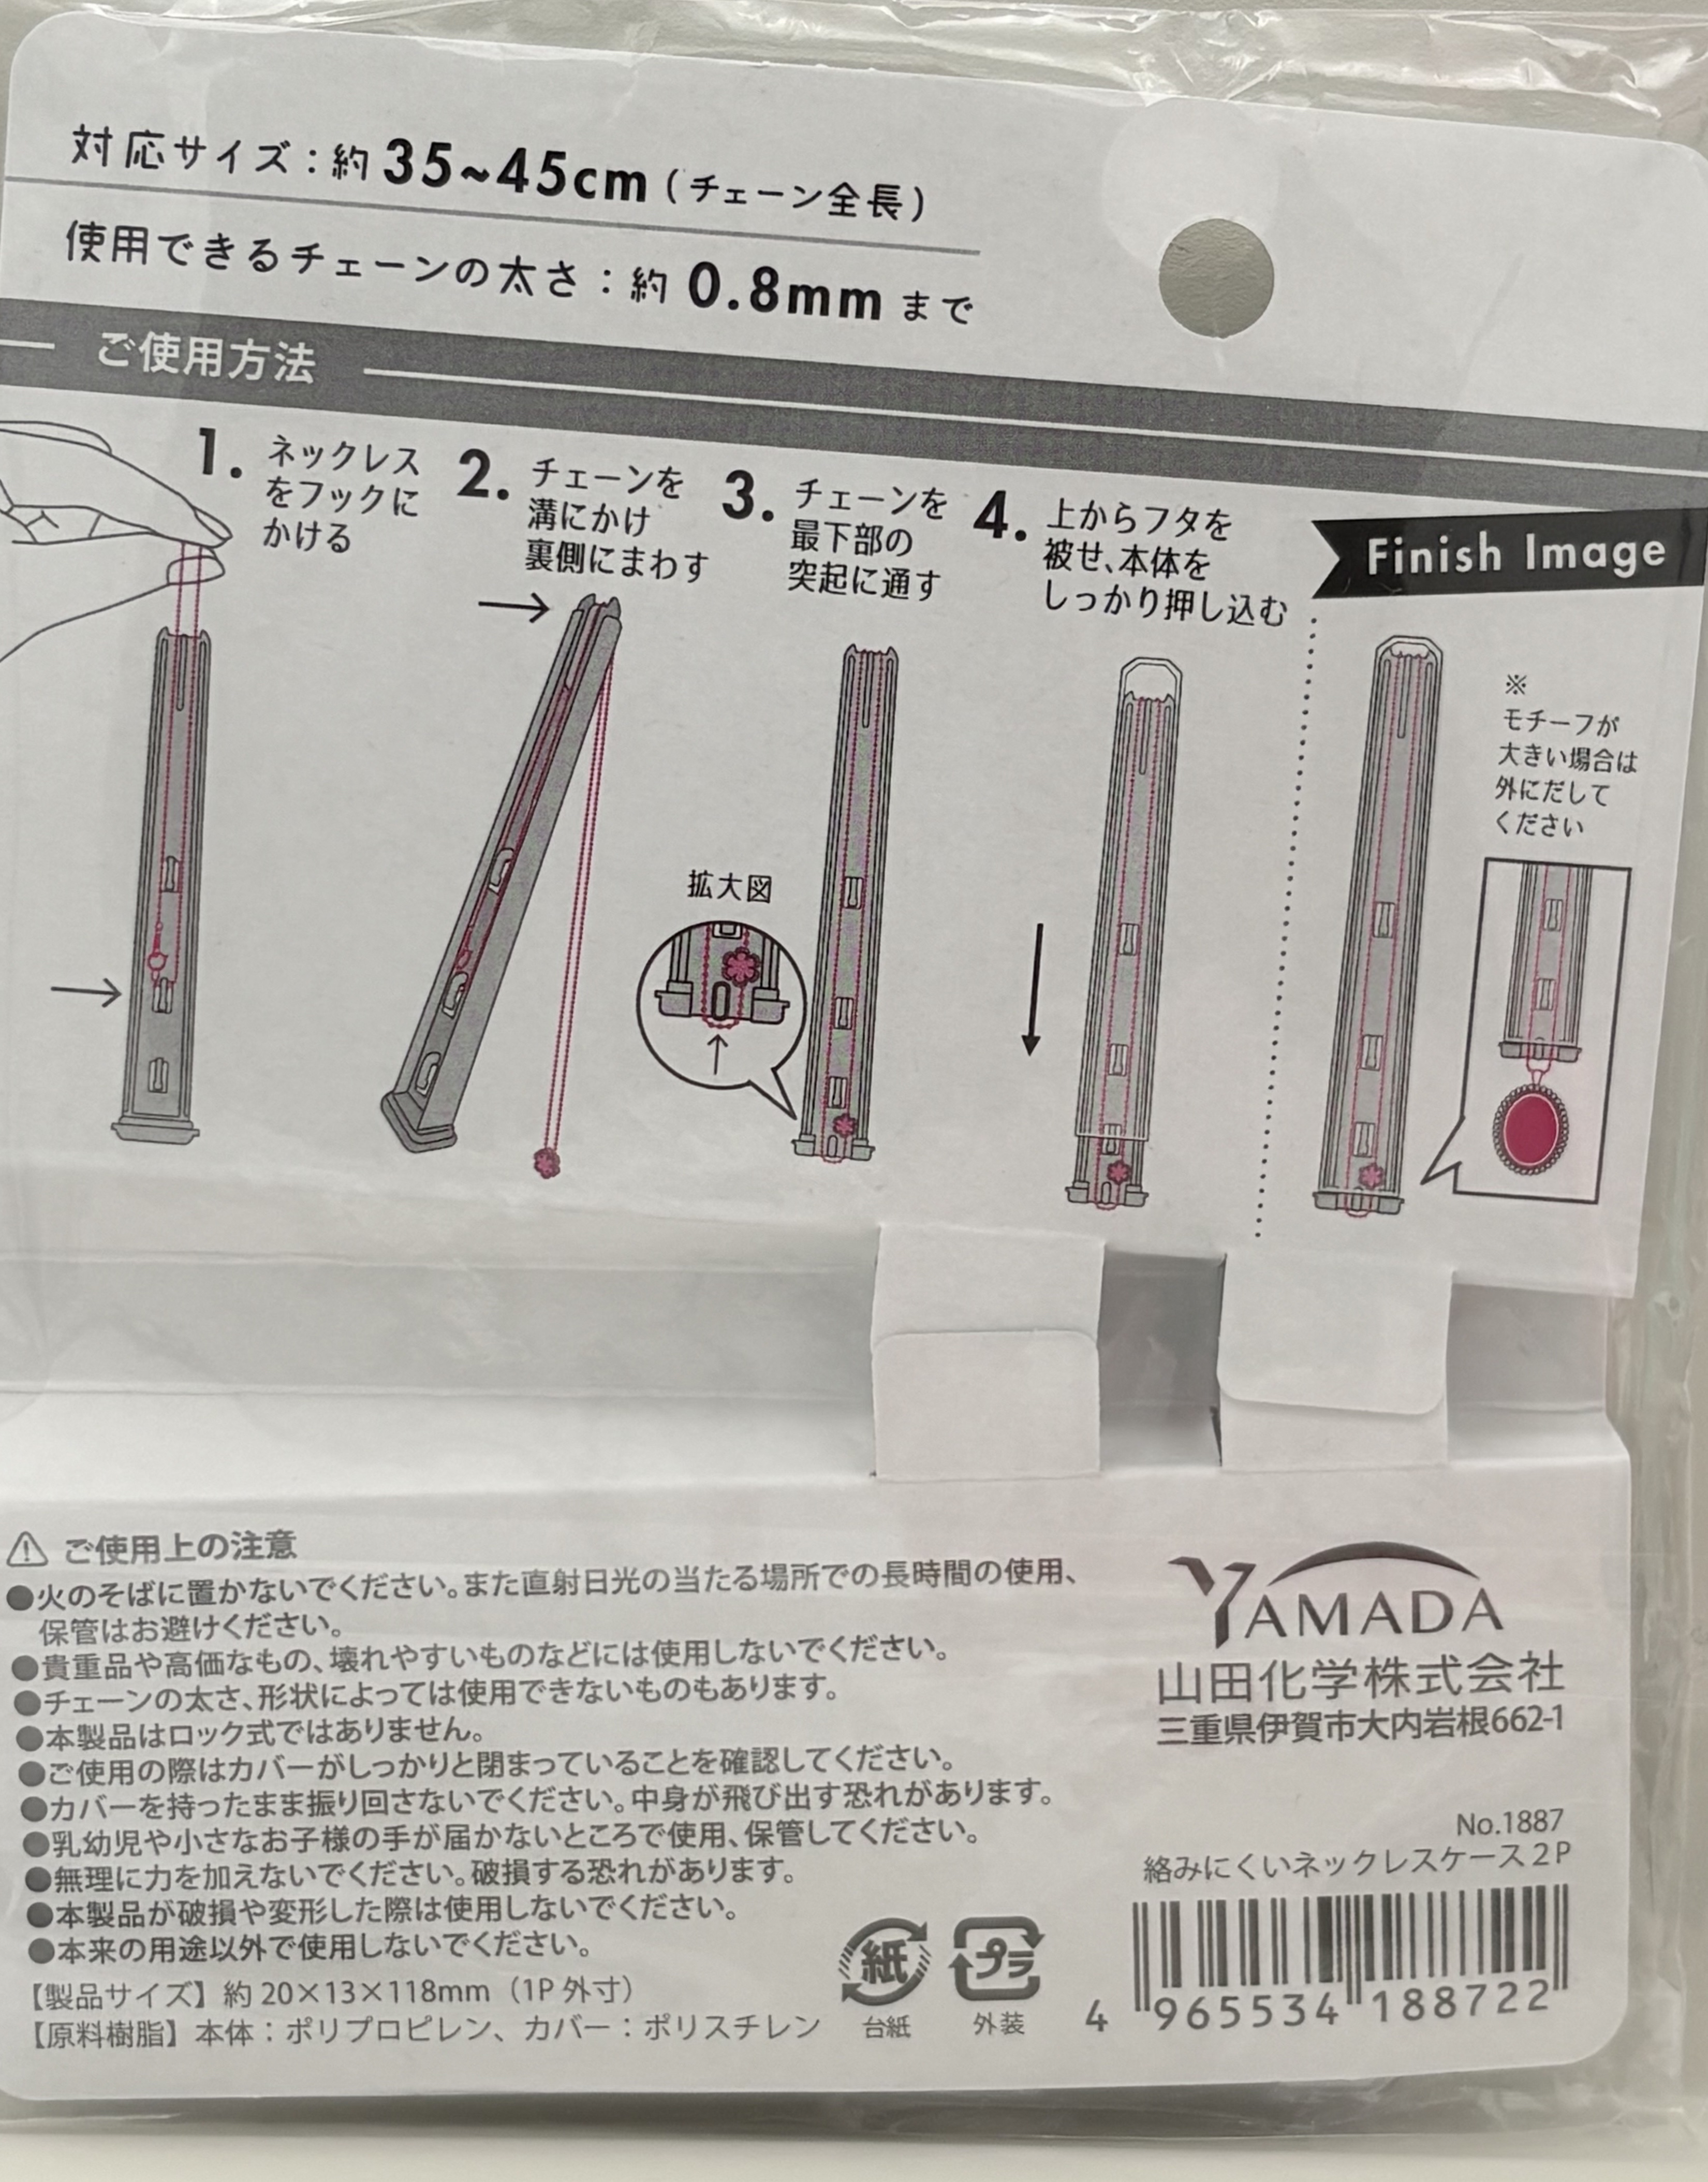 対応サイズ：約35~45cm（チェーン全長）
使用できるチェーンの太さ：約0.8mmまで
ご使用方法
1. ネックレス
をフックに
かける
2. チェーンを
溝にかけ
裏側にまわす
3. チェーンを
最下部の
突起に通す
拡大図
4. 上からフタを
被せ、本体を
しっかり押し込む
Finish Image
※
モチーフが
大きい場合は
外にだして
ください
⚠ ご使用上の注意
●火のそばに置かないでください。また直射日光の当たる場所での長時間の使用、
保管はお避けください。
●貴重品や高価なもの、壊れやすいものなどには使用しないでください。
●チェーンの太さ、形状によっては使用できないものもあります。
●本製品はロック式ではありません。
●ご使用の際はカバーがしっかりと閉まっていることを確認してください。
●カバーを持ったまま振り回さないでください。中身が飛び出す恐れがあります。
●乳幼児や小さなお子様の手が届かないところで使用、保管してください。
●無理に力を加えないでください。破損する恐れがあります。
●本製品が破損や変形した際は使用しないでください。
●本来の用途以外で使用しないでください。
【製品サイズ】約20×13×118mm（1P外寸）
【原料樹脂】本体：ポリプロピレン、カバー：ポリスチレン
紙
台紙
プラ
外装
YAMADA
山田化学株式会社
三重県伊賀市大内岩根662-1
No.1887
絡みにくいネックレスケース2P
4 965534 188722